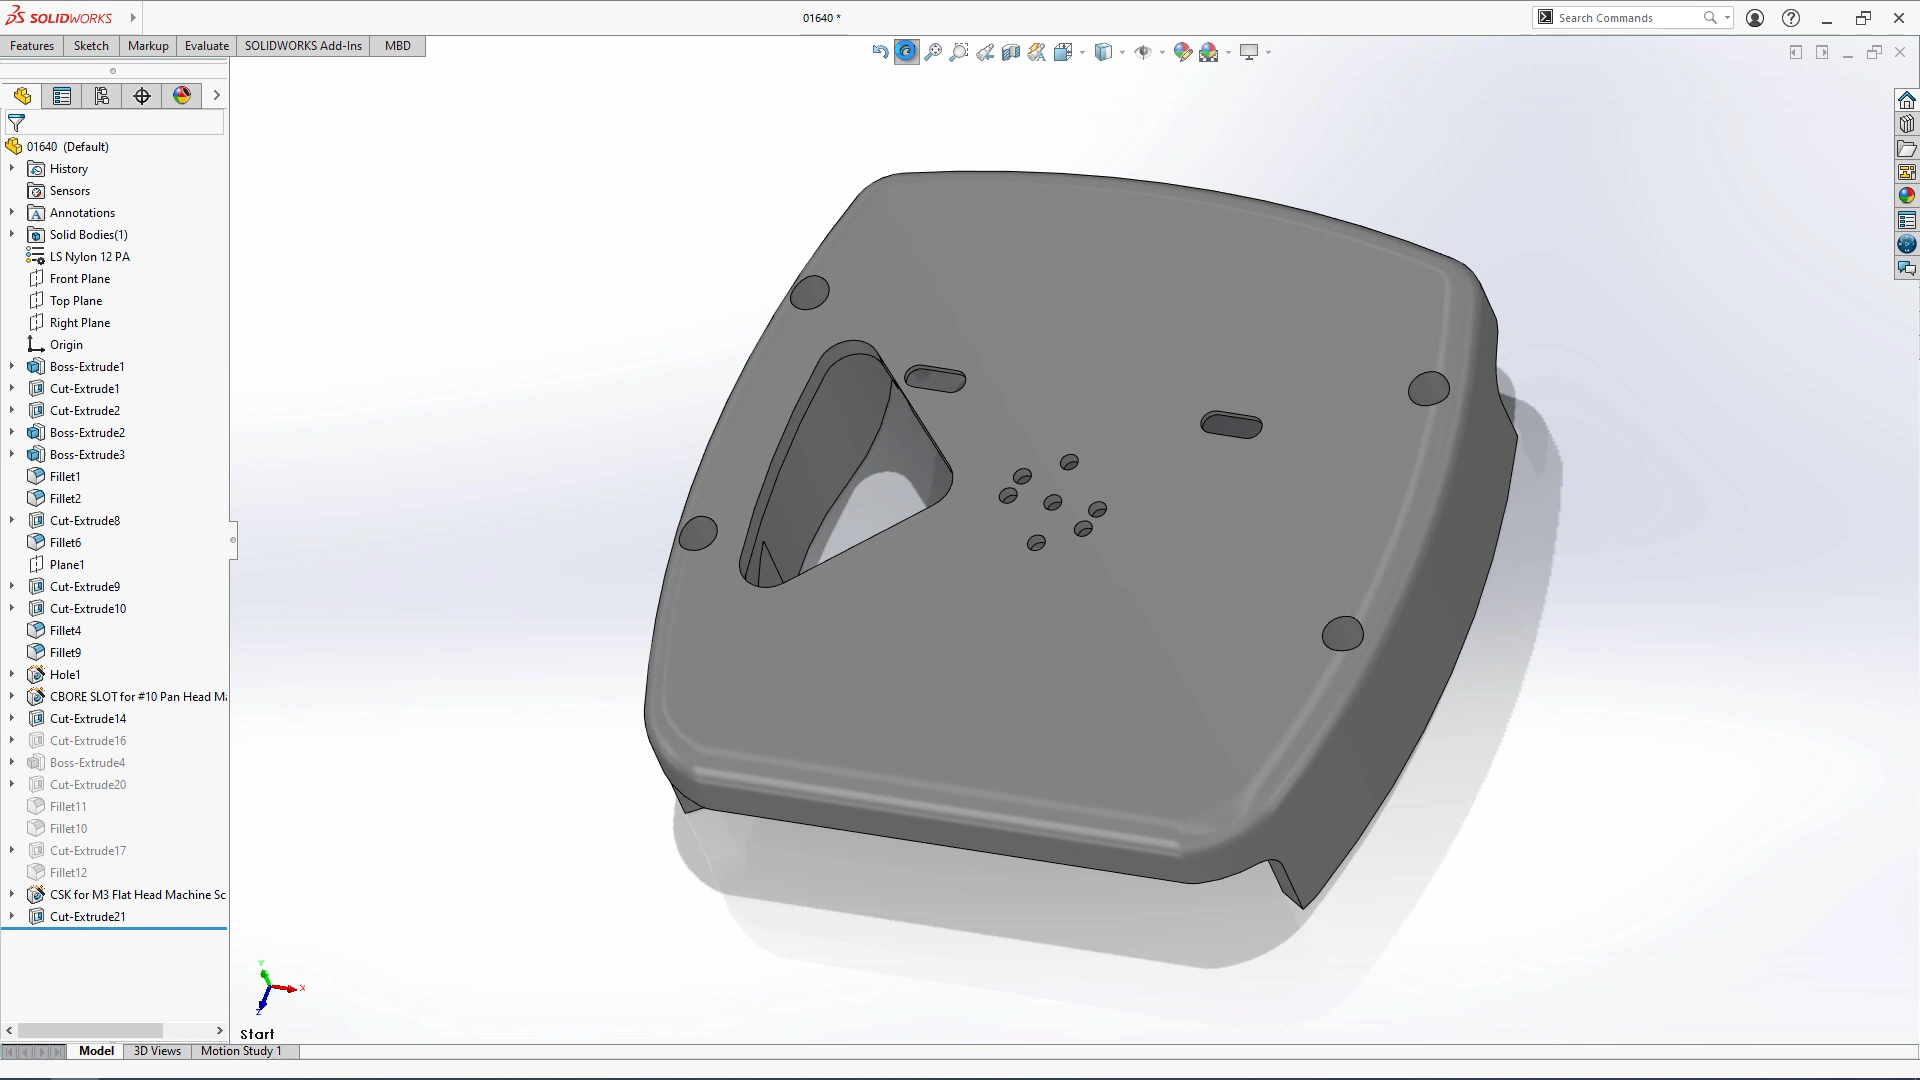 SOLIDWORKS
01640 *
Search Commands
Features
Sketch
Markup
Evaluate
SOLIDWORKS Add-Ins
MBD
01640 (Default)
History
Sensors
Annotations
Solid Bodies(1)
LS Nylon 12 PA
Front Plane
Top Plane
Right Plane
Origin
Boss-Extrude1
Cut-Extrude1
Cut-Extrude2
Boss-Extrude2
Boss-Extrude3
Fillet1
Fillet2
Cut-Extrude8
Fillet6
Plane1
Cut-Extrude9
Cut-Extrude10
Fillet4
Fillet9
Hole1
CBORE SLOT for #10 Pan Head Ma
Cut-Extrude14
Cut-Extrude16
Boss-Extrude4
Cut-Extrude20
Fillet11
Fillet10
Cut-Extrude17
Fillet12
CSK for M3 Flat Head Machine Sc
Cut-Extrude21
Y
X
Z
Start
Model
3D Views
Motion Study 1